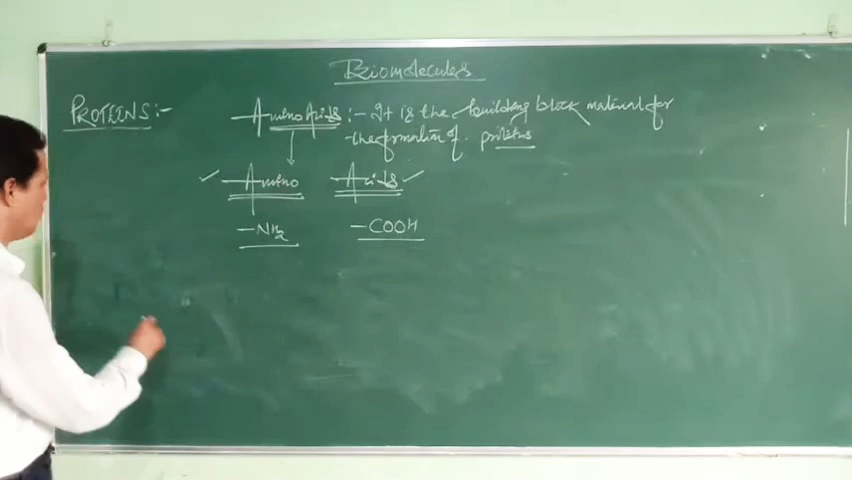 Biomolecules
PROTEINS:-
Amino Acids :- It is the building block material for
the formation of proteins
Amino Acids
-NH2 -COOH